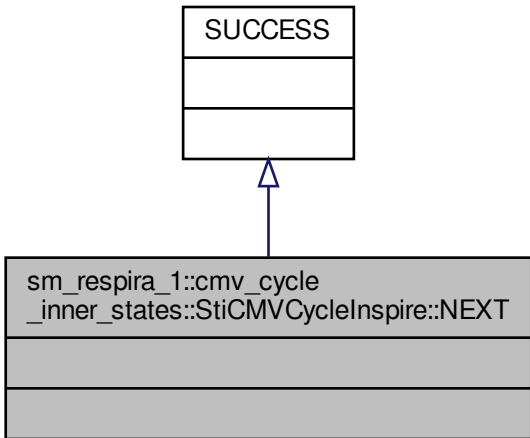 SUCCESS
sm_respira_1::cmv_cycle
_inner_states::StiCMVCycleInspire::NEXT